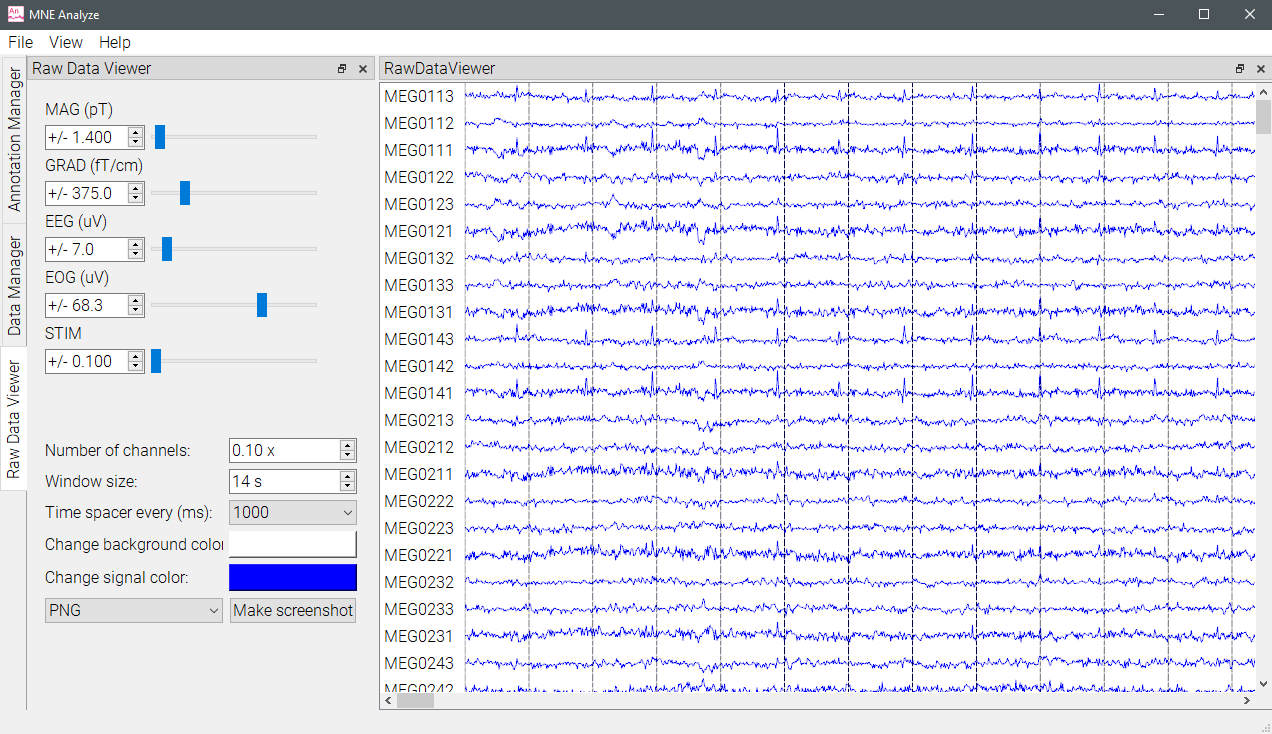 An MNE Analyze
File View Help
Annotation Manager
Data Manager
Raw Data Viewer
Raw Data Viewer
MAG (pT)
+/- 1.400
GRAD (fT/cm)
+/- 375.0
EEG (uV)
+/- 7.0
EOG (uV)
+/- 68.3
STIM
+/- 0.100
Number of channels: 0.10 x
Window size: 14 s
Time spacer every (ms): 1000
Change background color
Change signal color:
PNG Make screenshot
RawDataViewer
MEG0113
MEG0112
MEG0111
MEG0122
MEG0123
MEG0121
MEG0132
MEG0133
MEG0131
MEG0143
MEG0142
MEG0141
MEG0213
MEG0212
MEG0211
MEG0222
MEG0223
MEG0221
MEG0232
MEG0233
MEG0231
MEG0243
MEG0242